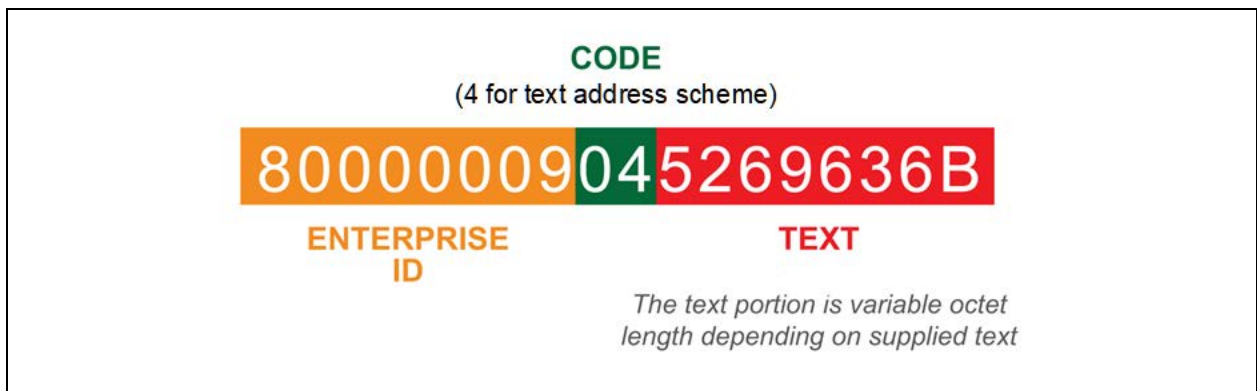 CODE
(4 for text address scheme)
80000009045269636B
ENTERPRISE
ID
TEXT
The text portion is variable octet
length depending on supplied text